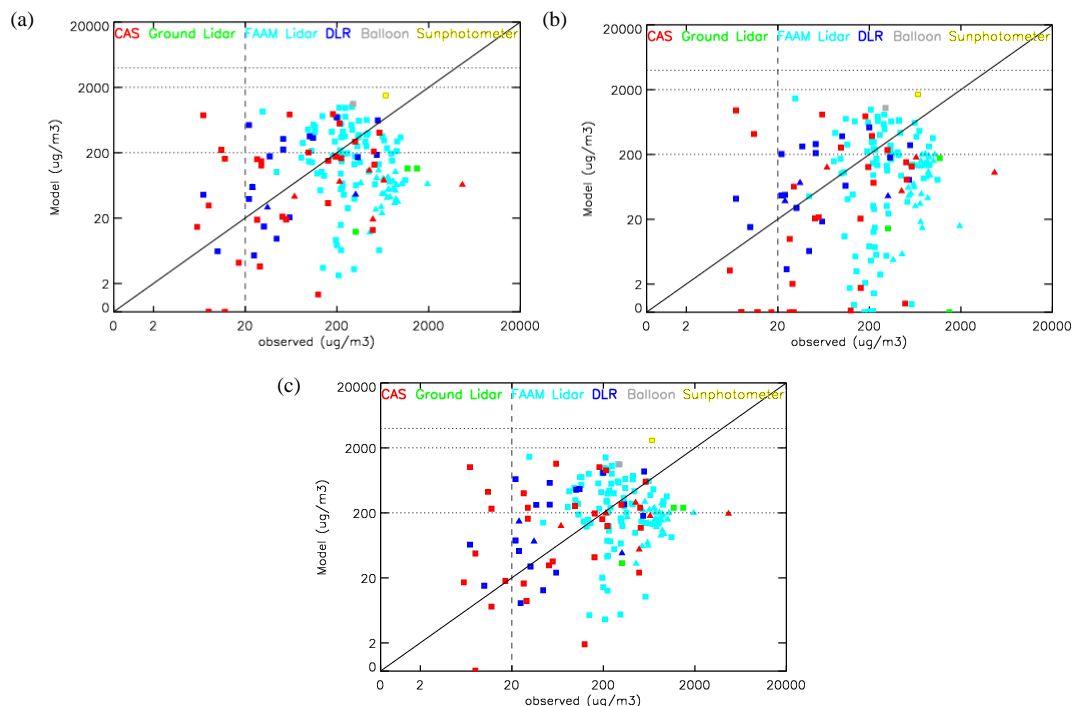 (a)
20000
CAS Ground Lidar FAAM Lidar DLR Balloon Sunphotometer
2000
200
20
2
0
Model (ug/m3)
0 2 20 200 2000 20000
observed (ug/m3)
(b)
20000
CAS Ground Lidar FAAM Lidar DLR Balloon Sunphotometer
2000
200
20
2
0
Model (ug/m3)
0 2 20 200 2000 20000
observed (ug/m3)
(c)
20000
CAS Ground Lidar FAAM Lidar DLR Balloon Sunphotometer
2000
200
20
2
0
Model (ug/m3)
0 2 20 200 2000 20000
observed (ug/m3)